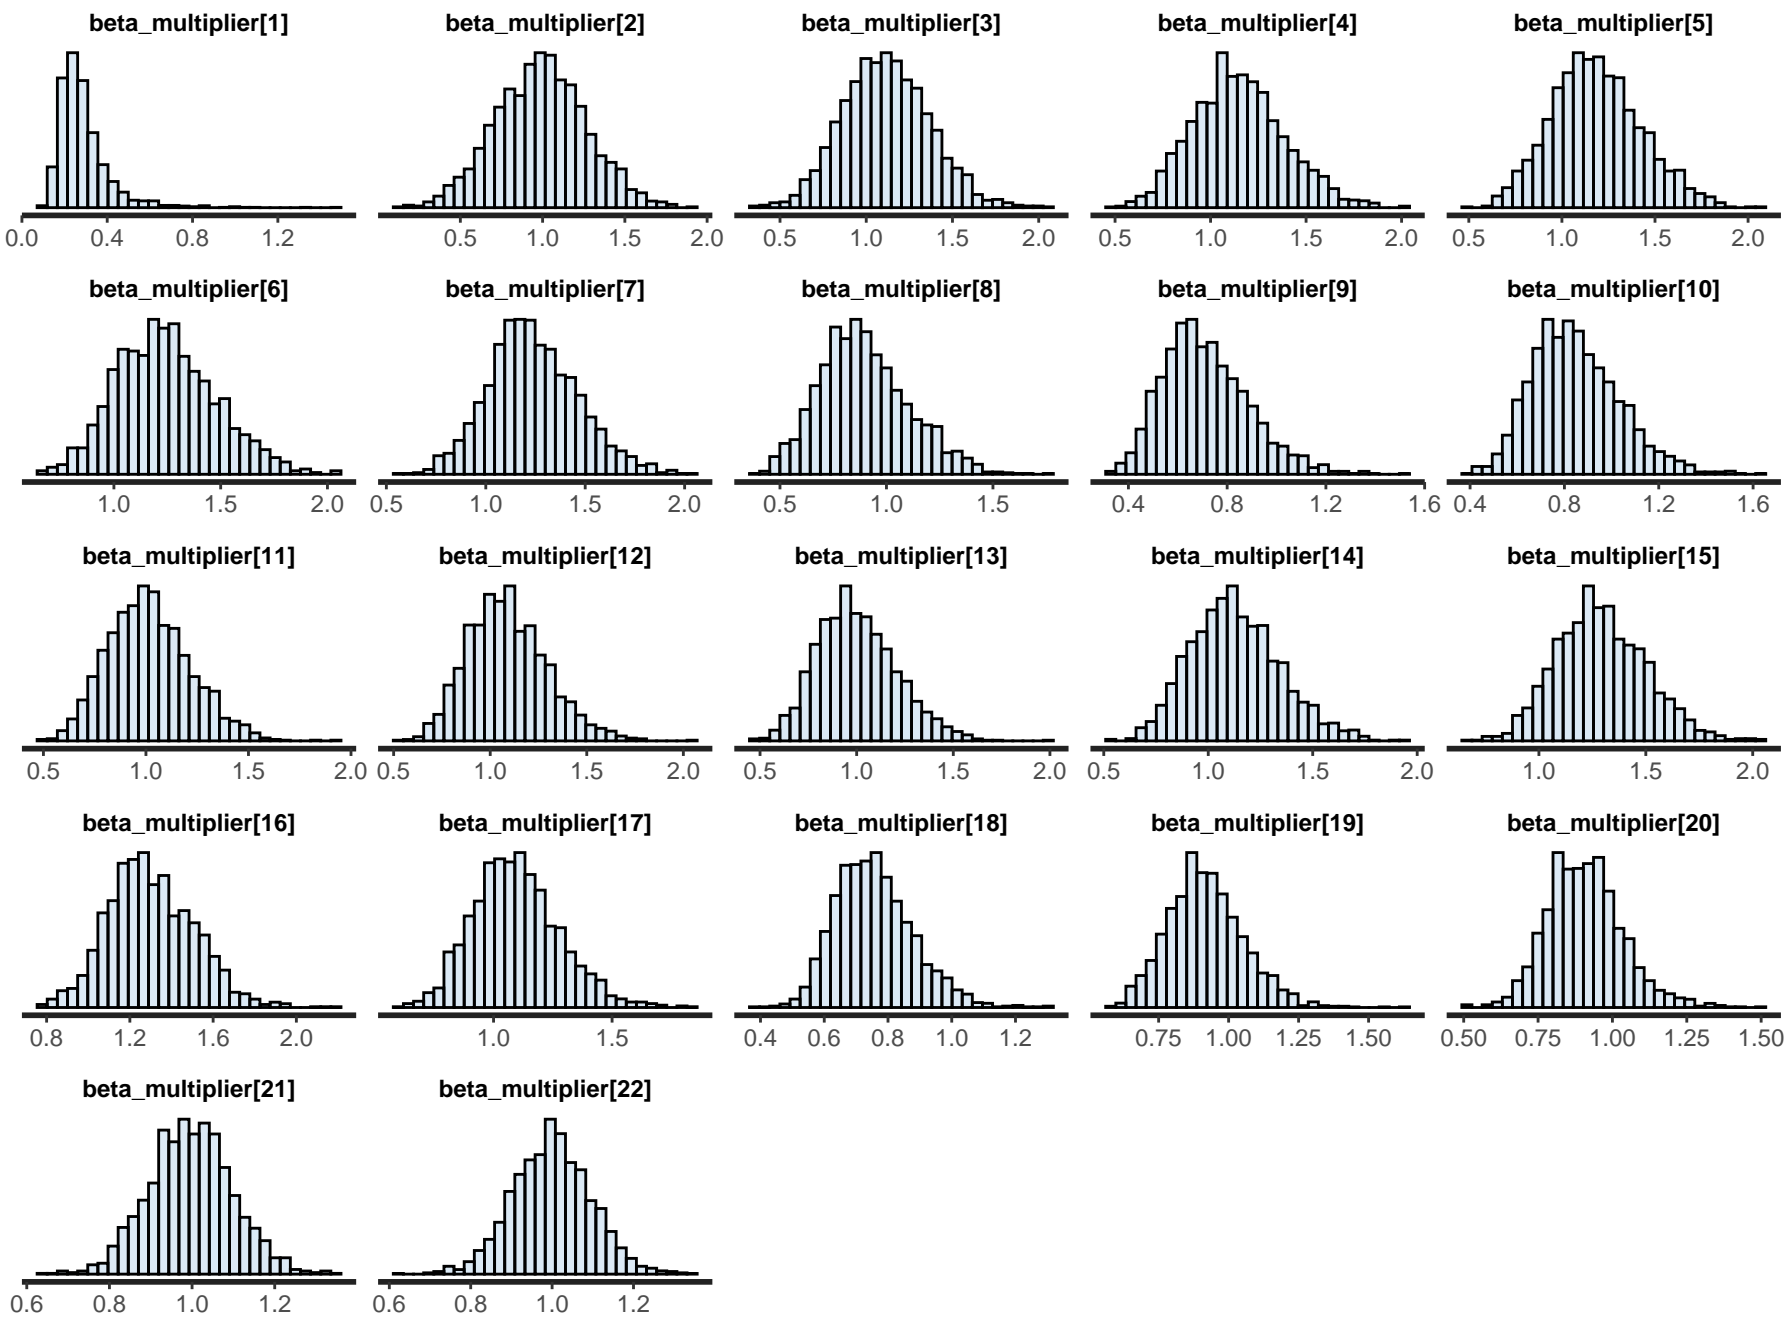 beta_multiplier[1] beta_multiplier[2] beta_multiplier[3] beta_multiplier[4] beta_multiplier[5]
0.0 0.4 0.8 1.2 0.5 1.0 1.5 2.0 0.5 1.0 1.5 2.0 0.5 1.0 1.5 2.0 0.5 1.0 1.5 2.0
beta_multiplier[6] beta_multiplier[7] beta_multiplier[8] beta_multiplier[9] beta_multiplier[10]
1.0 1.5 2.0 0.5 1.0 1.5 2.0 0.5 1.0 1.5 0.4 0.8 1.2 1.6 0.4 0.8 1.2 1.6
beta_multiplier[11] beta_multiplier[12] beta_multiplier[13] beta_multiplier[14] beta_multiplier[15]
0.5 1.0 1.5 2.0 0.5 1.0 1.5 2.0 0.5 1.0 1.5 2.0 0.5 1.0 1.5 2.0 1.0 1.5 2.0
beta_multiplier[16] beta_multiplier[17] beta_multiplier[18] beta_multiplier[19] beta_multiplier[20]
0.8 1.2 1.6 2.0 1.0 1.5 0.4 0.6 0.8 1.0 1.2 0.75 1.00 1.25 1.50 0.50 0.75 1.00 1.25 1.50
beta_multiplier[21] beta_multiplier[22]
0.6 0.8 1.0 1.2 0.6 0.8 1.0 1.2